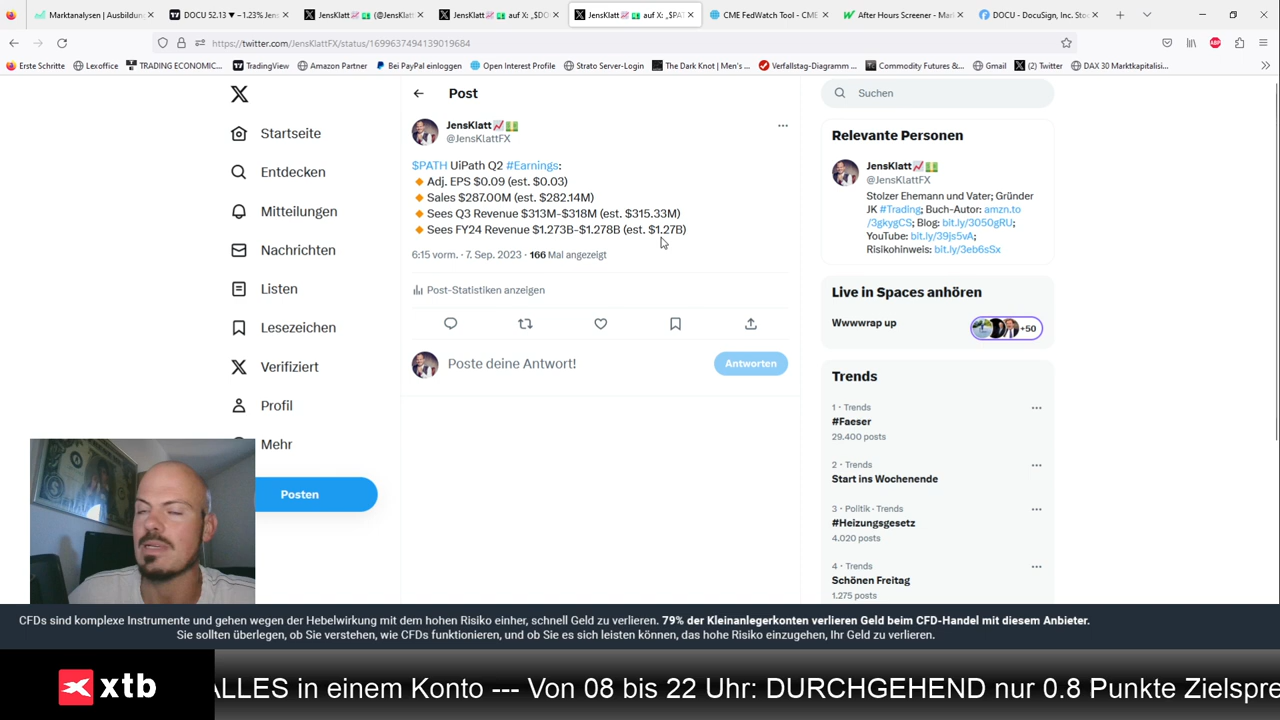 Marktanalysen | Ausbildun
DOCU 52.13 ▼ −1.23% Jens
JensKlatt (@JensKlatt
JensKlatt auf X: „$DO
JensKlatt auf X: „$PA
CME FedWatch Tool - CME
After Hours Screener - Mar
DOCU - DocuSign, Inc. Stoc
https://twitter.com/JensKlattFX/status/1699637494139019684
Erste Schritte
Lexoffice
TRADING ECONOMIC...
TradingView
Amazon Partner
Bei PayPal einloggen
Open Interest Profile
Strato Server-Login
The Dark Knot | Men's ...
Verfallstag-Diagramm ...
Commodity Futures &...
Gmail
(2) Twitter
DAX 30 Marktkapitalisi...
Startseite
Entdecken
Mitteilungen
Nachrichten
Listen
Lesezeichen
Verifiziert
Profil
Mehr
Posten
Post
JensKlatt
@JensKlattFX
$PATH UiPath Q2 #Earnings:
Adj. EPS $0.09 (est. $0.03)
Sales $287.00M (est. $282.14M)
Sees Q3 Revenue $313M-$318M (est. $315.33M)
Sees FY24 Revenue $1.273B-$1.278B (est. $1.27B)
6:15 vorm. · 7. Sep. 2023 · 166 Mal angezeigt
Post-Statistiken anzeigen
Poste deine Antwort!
Antworten
Suchen
Relevante Personen
JensKlatt
@JensKlattFX
Stolzer Ehemann und Vater; Gründer
JK #Trading; Buch-Autor: amzn.to
/3gkygCS; Blog: bit.ly/3050gRU;
YouTube: bit.ly/39js5vA;
Risikohinweis: bit.ly/3eb6sSx
Live in Spaces anhören
Wwwwrap up
+50
Trends
1 · Trends
#Faeser
29.400 posts
2 · Trends
Start ins Wochenende
3 · Politik · Trends
#Heizungsgesetz
4.020 posts
4 · Trends
Schönen Freitag
1.275 posts
CFDs sind komplexe Instrumente und gehen wegen der Hebelwirkung mit dem hohen Risiko einher, schnell Geld zu verlieren. 79% der Kleinanlegerkonten verlieren Geld beim CFD-Handel mit diesem Anbieter.
Sie sollten überlegen, ob Sie verstehen, wie CFDs funktionieren, und ob Sie es sich leisten können, das hohe Risiko einzugehen, Ihr Geld zu verlieren.
xtb
ALLES in einem Konto --- Von 08 bis 22 Uhr: DURCHGEHEND nur 0.8 Punkte Zielspre